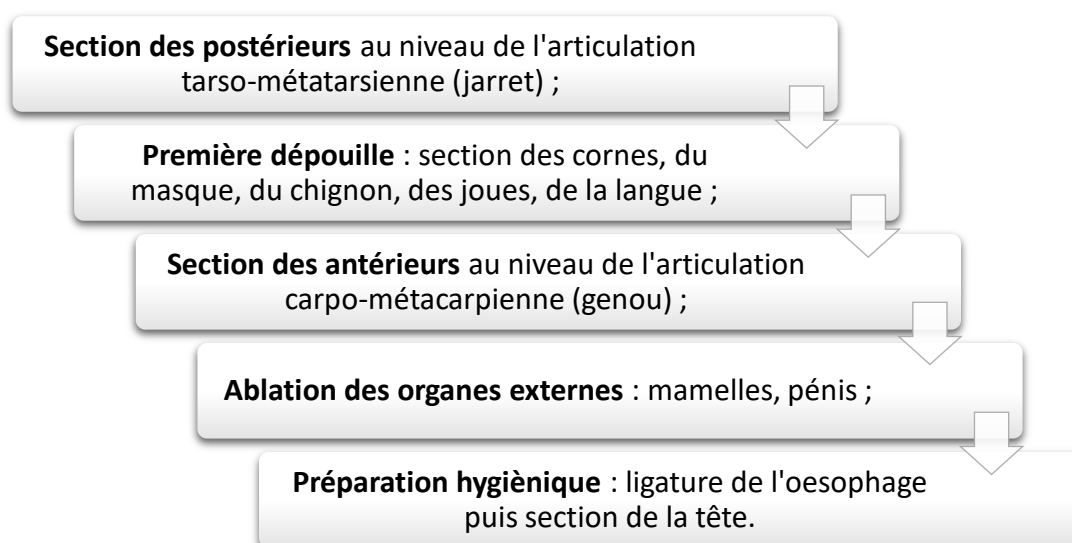 Section des postérieurs au niveau de l'articulation
tarso-métatarsienne (jarret) ;
Première dépouille : section des cornes, du
masque, du chignon, des joues, de la langue ;
Section des antérieurs au niveau de l'articulation
carpo-métacarpienne (genou) ;
Ablation des organes externes : mamelles, pénis ;
Préparation hygiènique : ligature de l'oesophage
puis section de la tête.